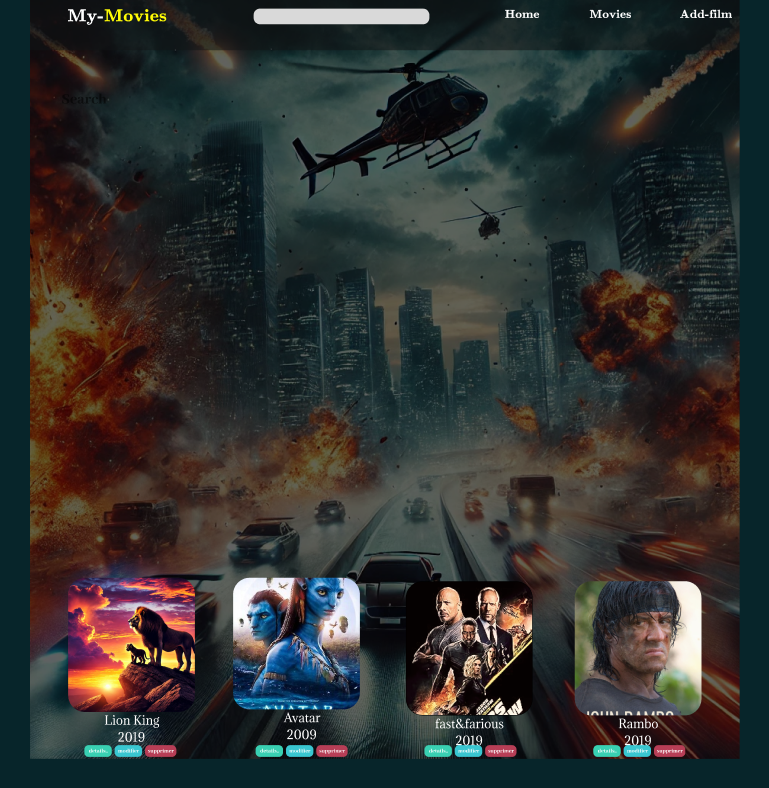 My-Movies
Home
Movies
Add-film
Search
AVATAR
JOHN RAMBO
Lion King
2019
Avatar
2009
fast&farious
2019
Rambo
2019
details..
modifier
supprimer
details..
modifier
supprimer
details..
modifier
supprimer
details..
modifier
supprimer